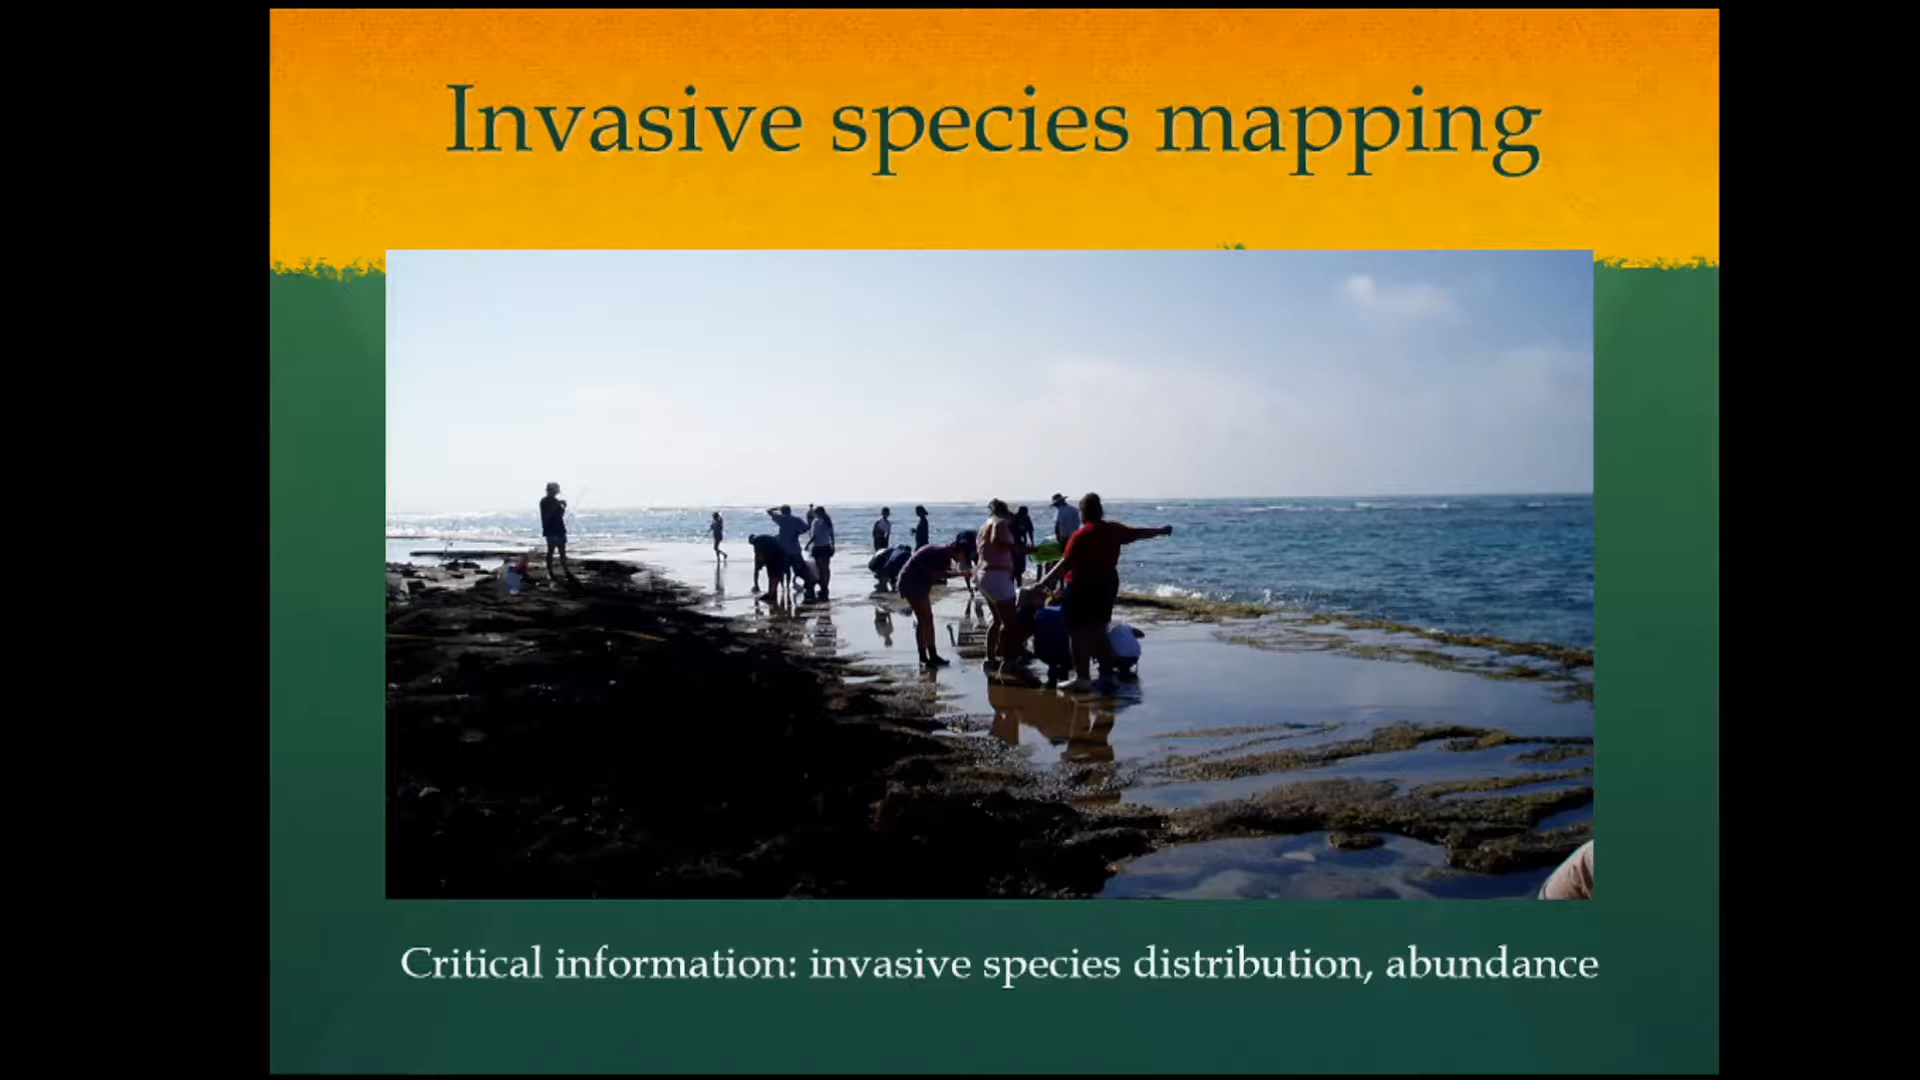 Invasive species mapping
Critical information: invasive species distribution, abundance